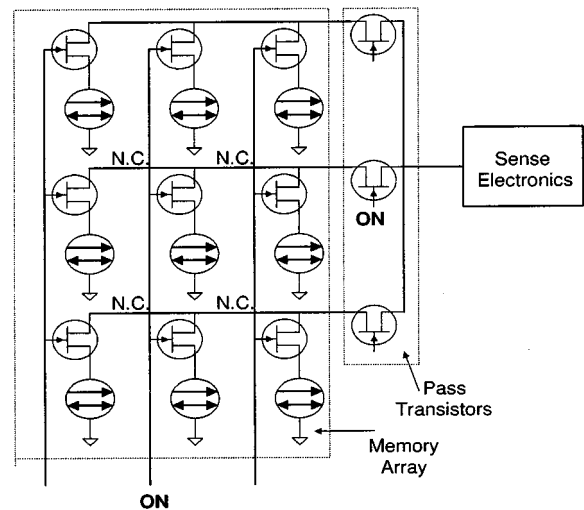 N.C. N.C.
Sense
Electronics
ON
N.C. N.C.
Pass
Transistors
Memory
Array
ON